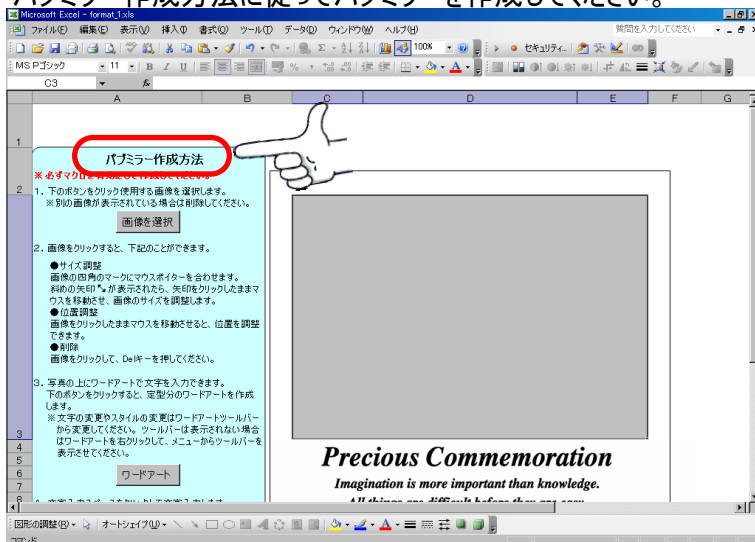 パブミラー作成方法に従ってパブミラーを作成してください。
Microsoft Excel - format_1.xls
ファイル(F) 編集(E) 表示(V) 挿入(I) 書式(O) ツール(T) データ(D) ウィンドウ(W) ヘルプ(H) 質問を入力してください
100% セキュリティ...
MS Pゴシック 11 B I U
C3 fx
A B C D E F G
1
パブミラー作成方法
※必ずマクロを
2
1. 下のボタンをクリック使用する画像を選択します。
※別の画像が表示されている場合は削除してください。
画像を選択
2. 画像をクリックすると、下記のことができます。
●サイズ調整
画像の四角のマークにマウスポイターを合わせます。
斜めの矢印が表示されたら、矢印をクリックしたままマ
ウスを移動させ、画像のサイズを調整します。
●位置調整
画像をクリックしたままマウスを移動させると、位置を調整
できます。
●削除
画像をクリックして、Delキーを押してください。
3. 写真の上にワードアートで文字を入力できます。
下のボタンをクリックすると、定型分のワードアートを作成
します。
※文字の変更やスタイルの変更はワードアートツールバー
から変更してください。ツールバーは表示されない場合
はワードアートを右クリックして、メニューからツールバーを
表示させてください。
3
4
5
6
7
8
ワードアート
Precious Commemoration
Imagination is more important than knowledge.
All things are difficult before they are easy.
図形の調整(R) オートシェイプ(U)
コマンド